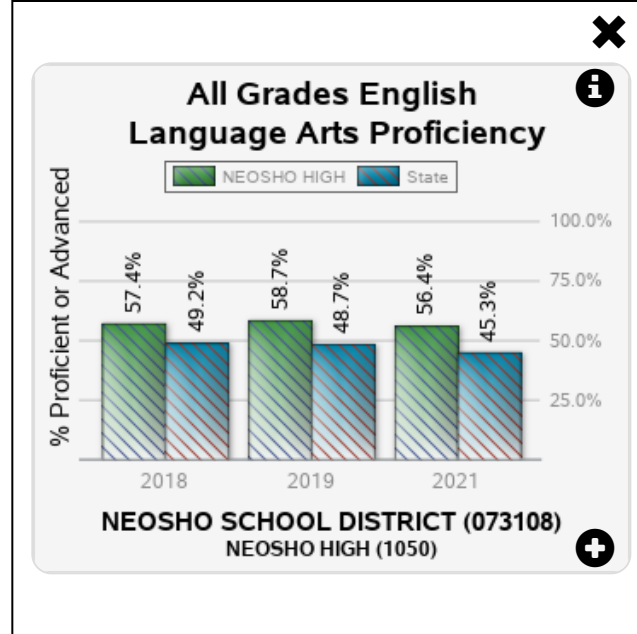 All Grades English
Language Arts Proficiency
NEOSHO HIGH State
% Proficient or Advanced
100.0%
75.0%
50.0%
25.0%
57.4%
49.2%
58.7%
48.7%
56.4%
45.3%
2018 2019 2021
NEOSHO SCHOOL DISTRICT (073108)
NEOSHO HIGH (1050)